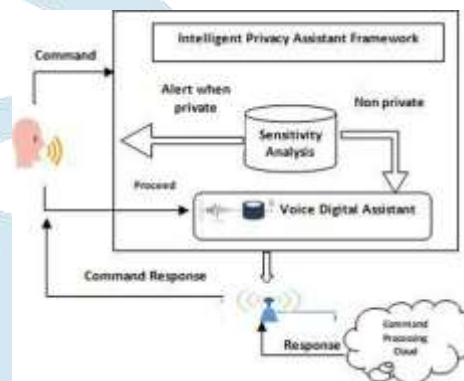 Intelligent Privacy Assistant Framework
Command
Alert when
private
Non private
Sensitivity
Analysis
Proceed
Voice Digital Assistant
Command Response
Command
Processing
Cloud
Response